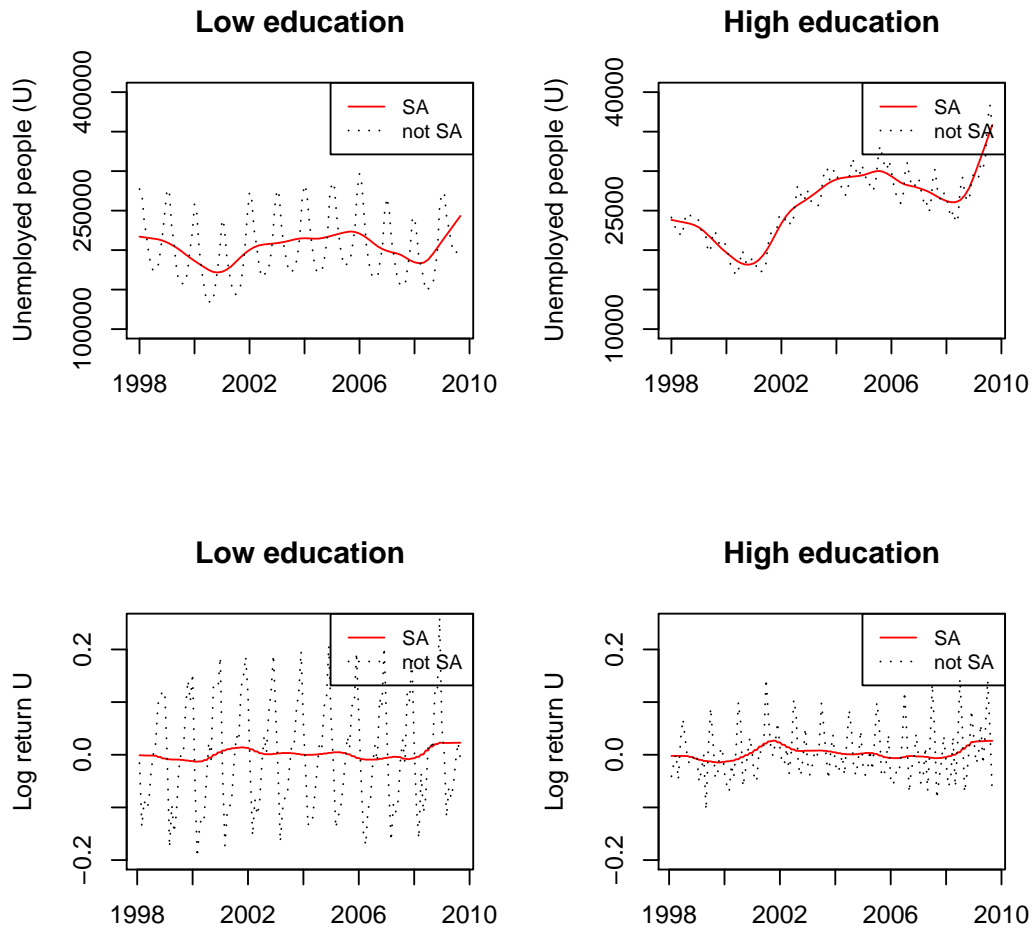 Low education
Unemployed people (U)
400000
250000
100000
SA
not SA
1998
2002
2006
2010
High education
Unemployed people (U)
400000
250000
100000
SA
not SA
1998
2002
2006
2010
Low education
Log return U
0.2
0.0
−0.2
SA
not SA
1998
2002
2006
2010
High education
Log return U
0.2
0.0
−0.2
SA
not SA
1998
2002
2006
2010